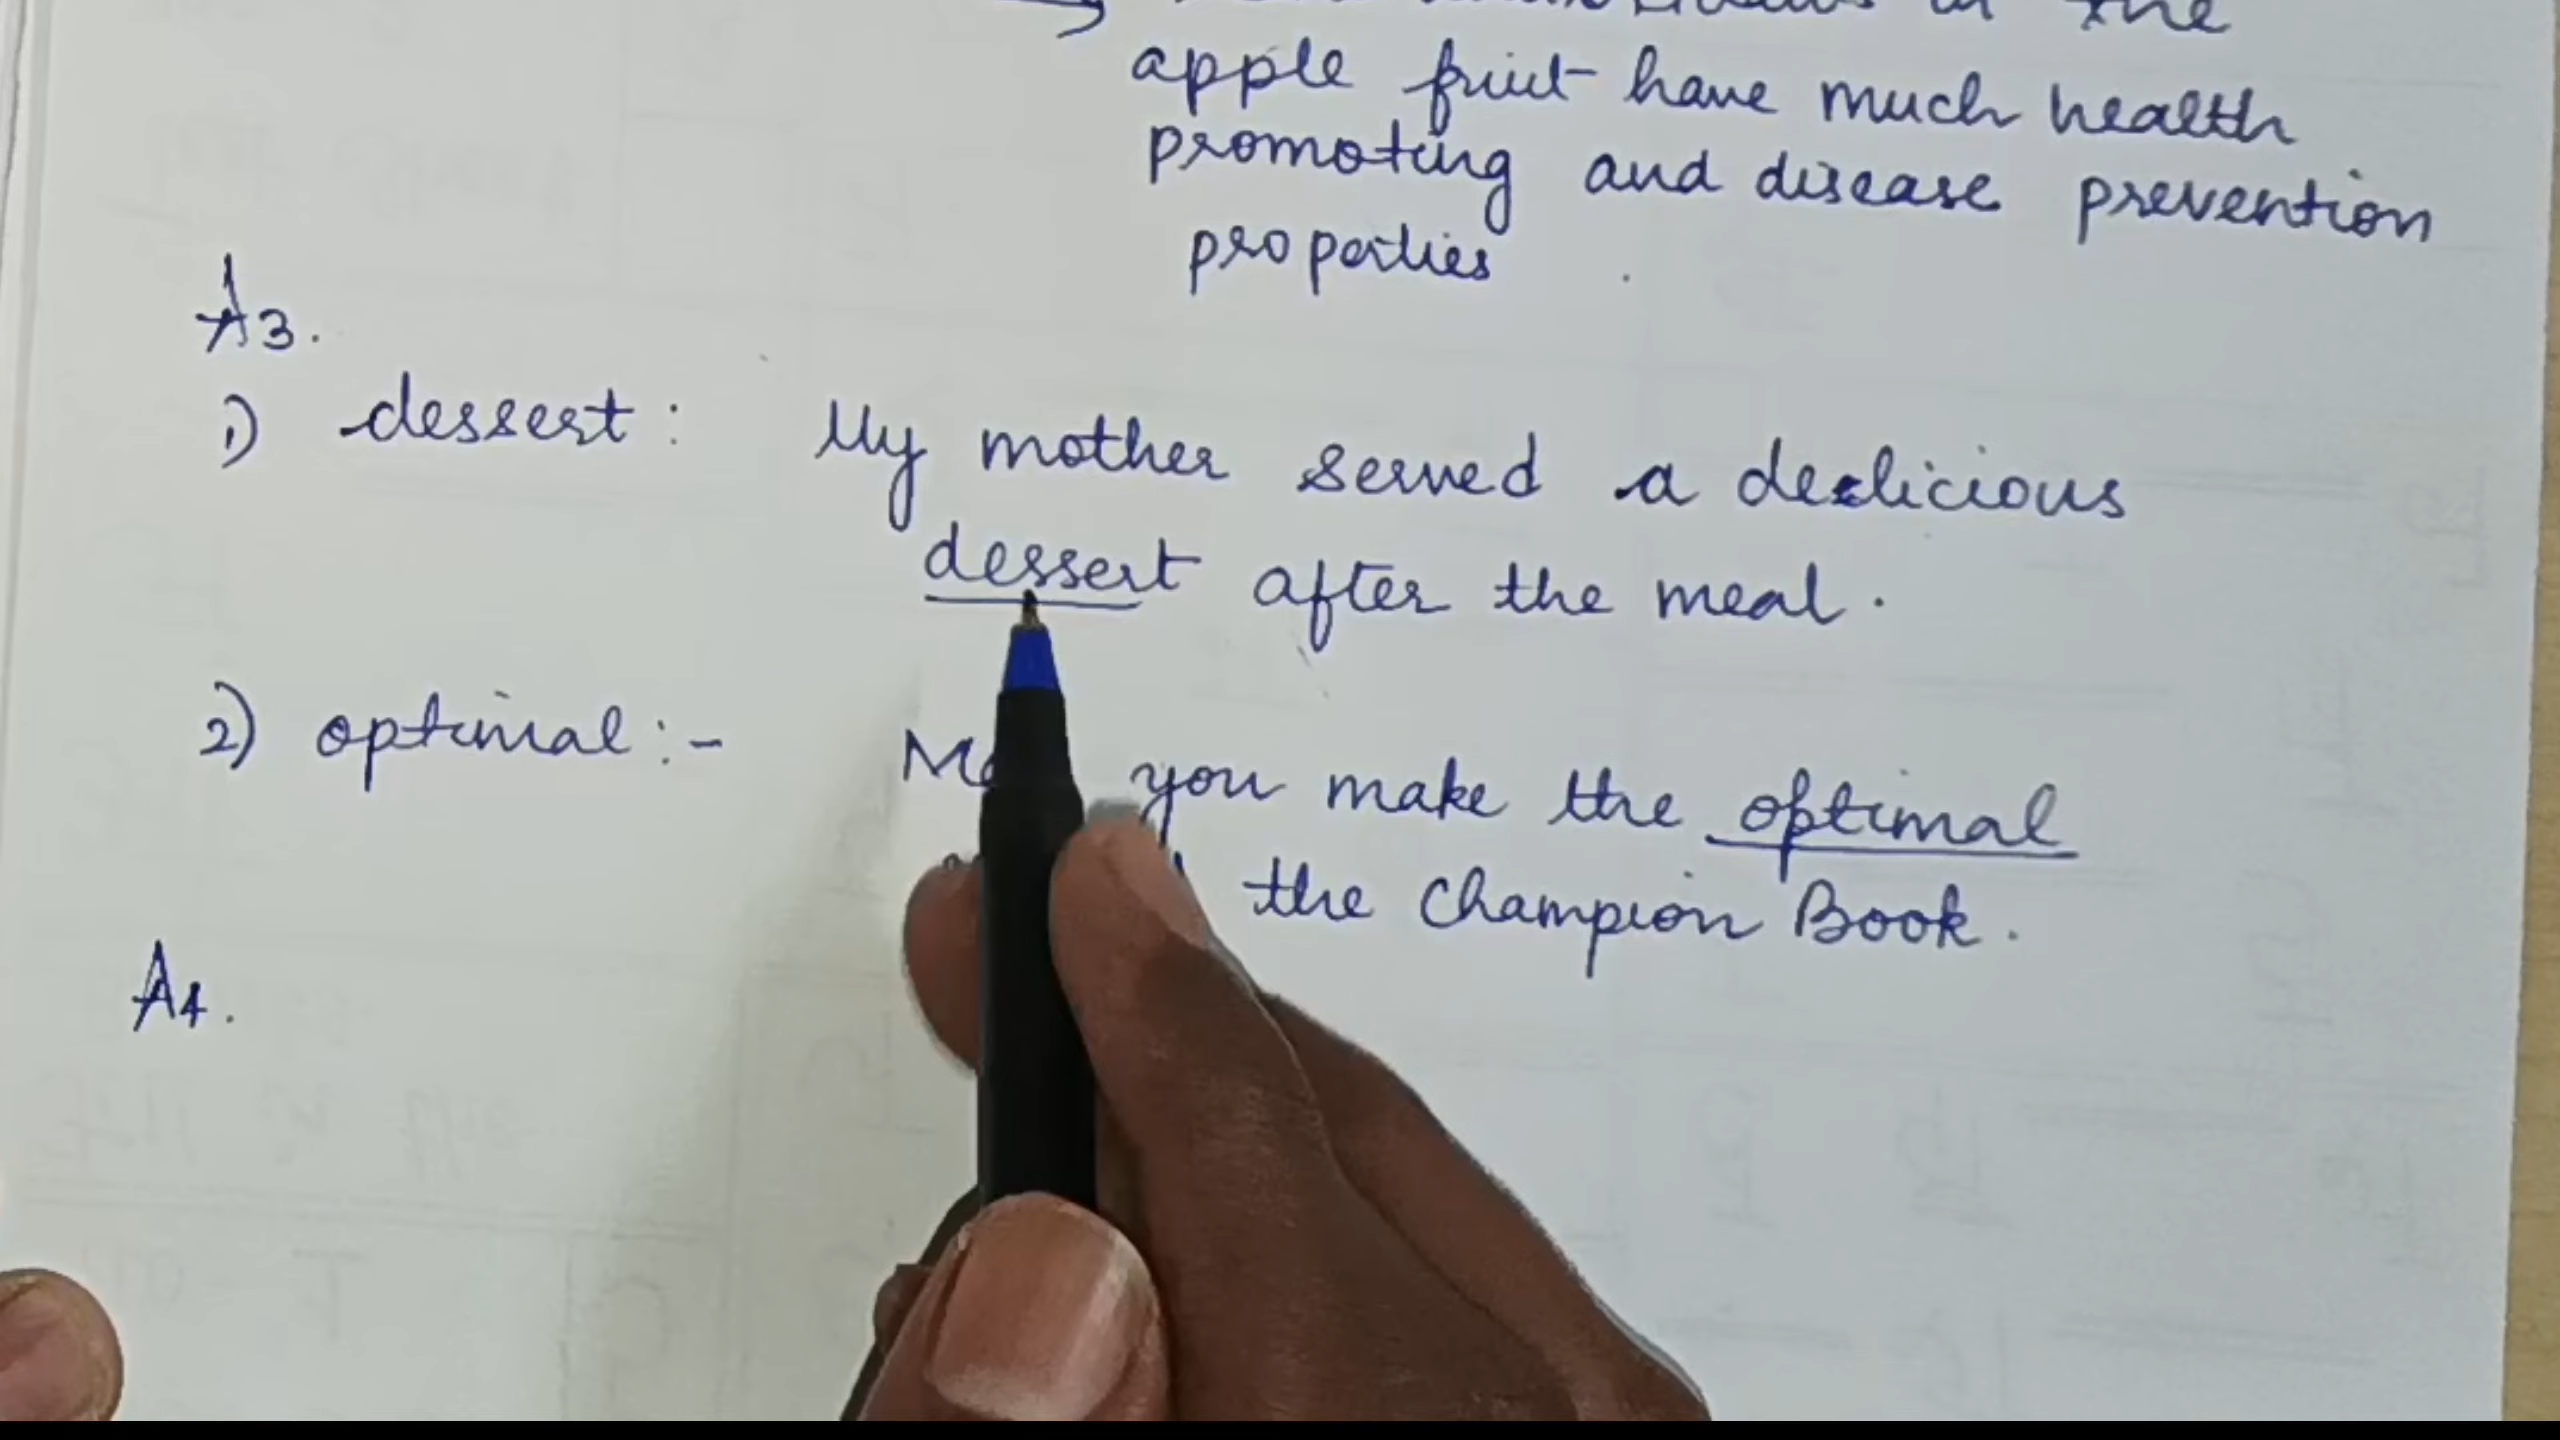 the
apple fruit have much health
promoting and disease prevention
properties
A3.
1) dessert: My mother served a delicious
dessert after the meal.
2) optimal:- you make the optimal
the Champion Book.
A4.